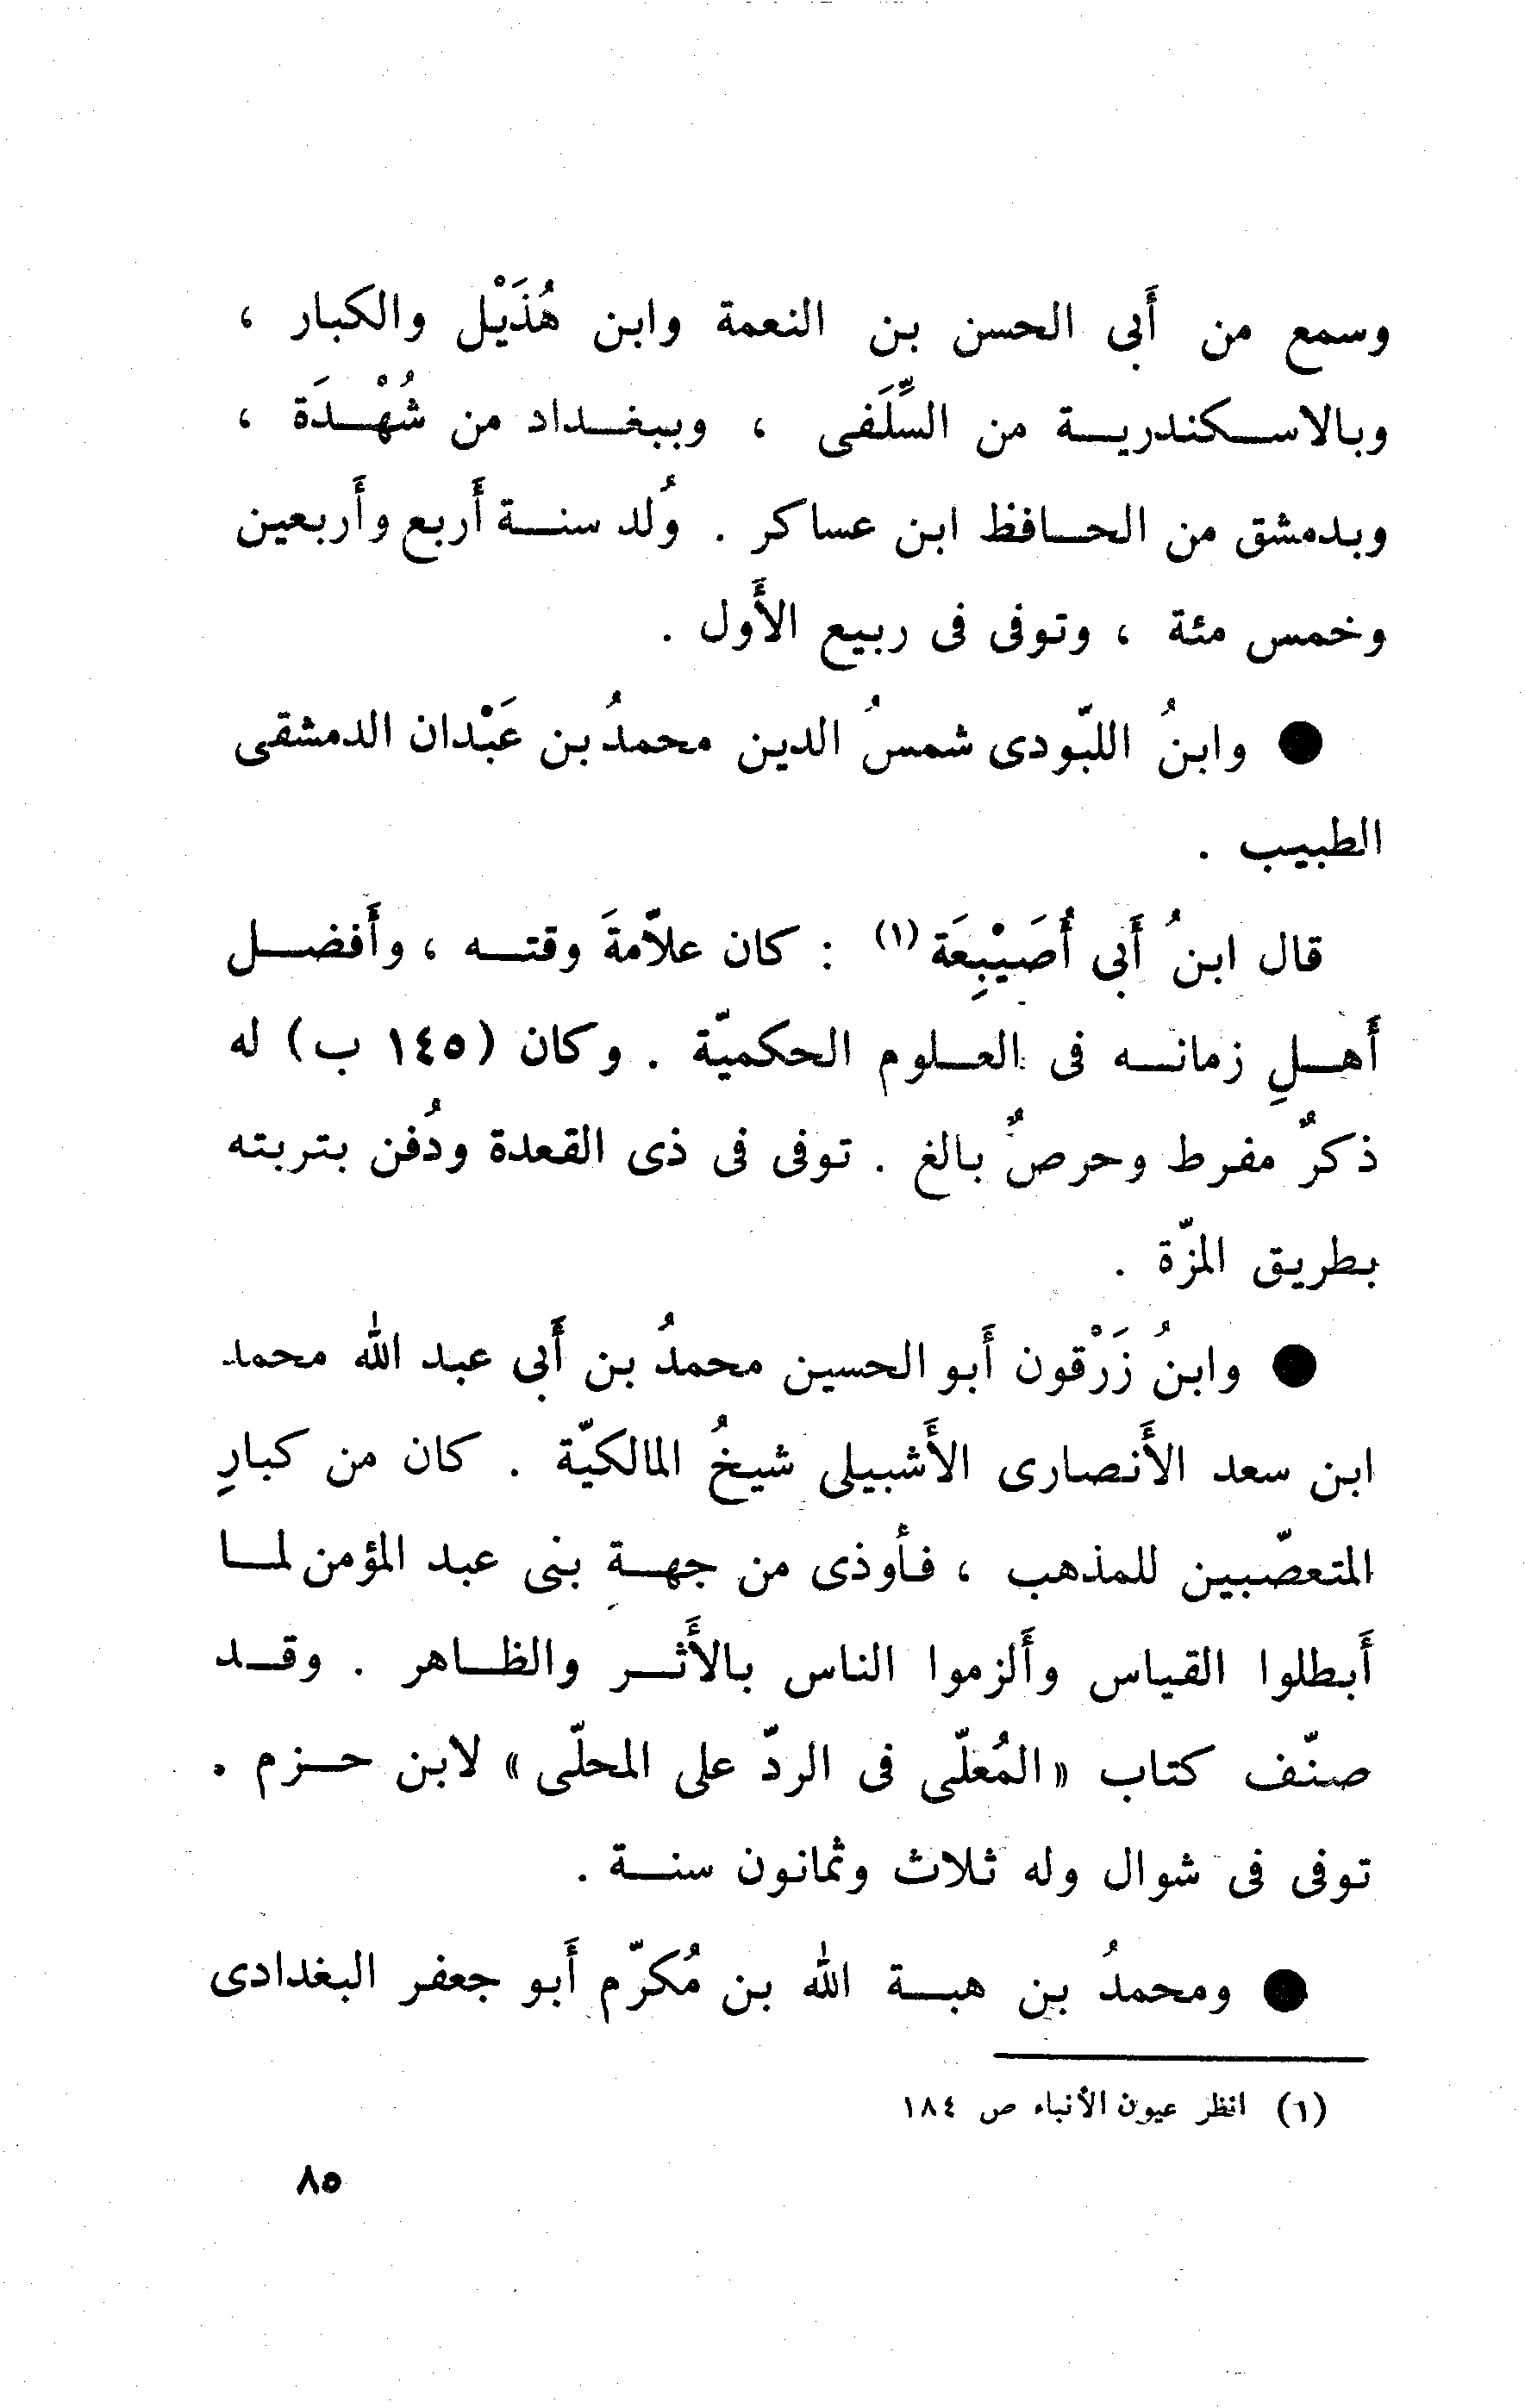 وسمع من أَبى الحسن بن النعمة وابن هُذَيْل والكبار ،
وبالاسكندرية من السِّلَفى ، وببغداد من شُهْدَة ،
وبدمشق من الحافظ ابن عساكر . وُلد سنة أَربع وأَربعين
وخمس مئة ، وتوفى فى ربيع الأَول .
● وابنُ اللبّودى شمسُ الدين محمدُ بن عَبْدان الدمشقى
الطبيب .
قال ابنُ أَبى أُصَيْبِعَة (١) : كان علاّمةَ وقته ، وأَفضل
أَهلِ زمانه فى العلوم الحكميّة . وكان (١٤٥ ب) له
ذكرٌ مفرط وحرصٌ بالغ . توفى فى ذى القعدة ودُفن بتربته
بطريق المزّة .
● وابنُ زَرْقون أَبو الحسين محمدُ بن أَبى عبد الله محمد
ابن سعد الأَنصارى الأَشبيلى شيخُ المالكيّة . كان من كبارِ
المتعصّبين للمذهب ، فأُوذى من جهةِ بنى عبد المؤمن لما
أَبطلوا القياس وأَلزموا الناس بالأَثر والظاهر . وقد
صنّف كتاب « المُعلّى فى الردّ على المحلّى » لابن حزم .
توفى فى شوال وله ثلاث وثمانون سنة .
● ومحمدُ بن هبة الله بن مُكرّم أَبو جعفر البغدادى
(١) انظر عيون الأنباء ص ١٨٤
٨٥